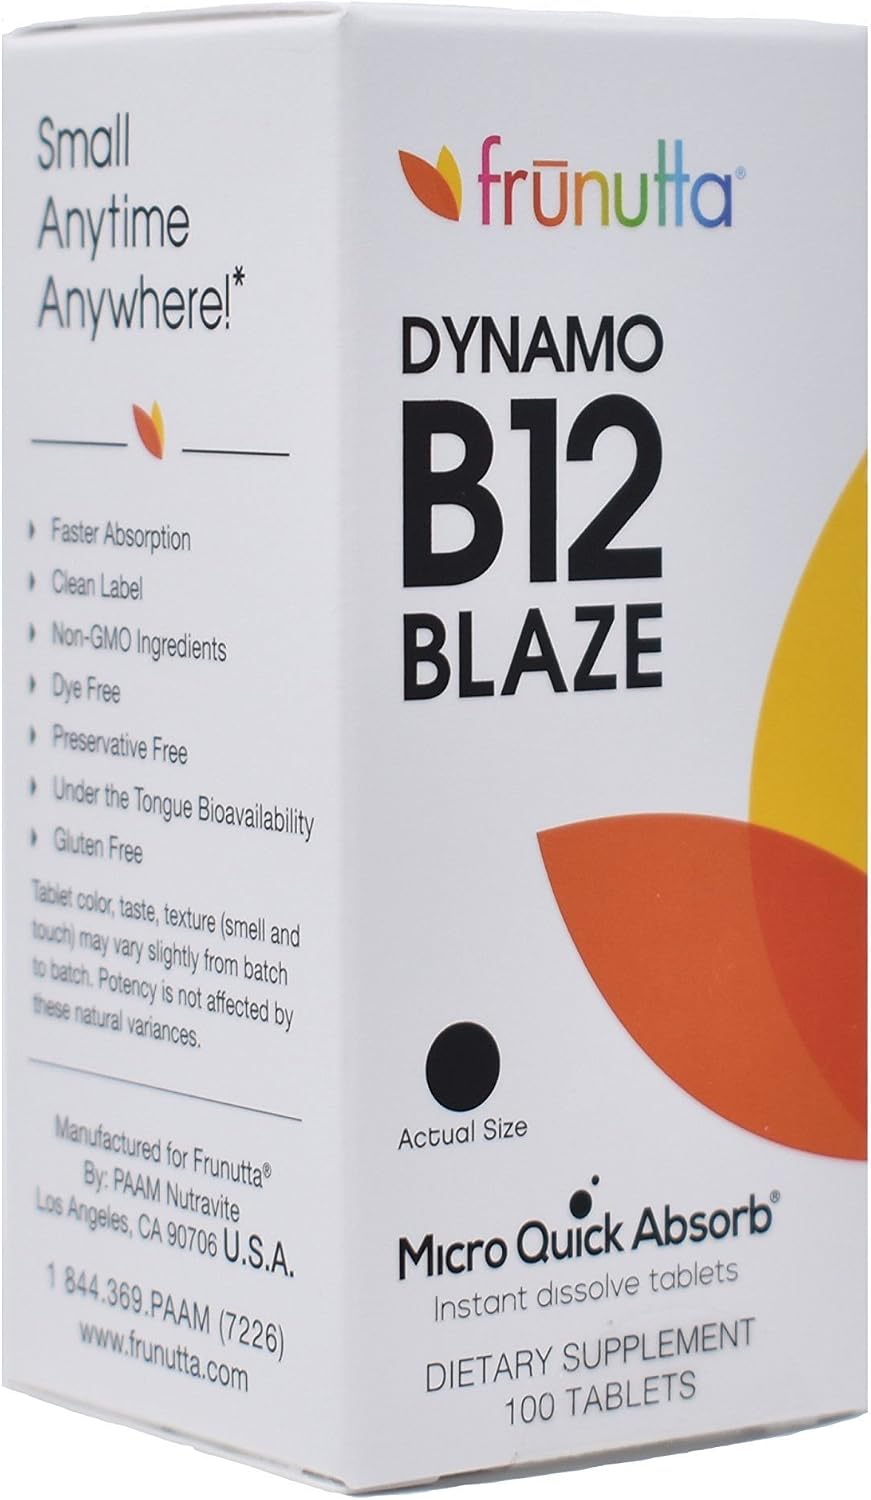 Small
Anytime
Anywhere!*
Faster Absorption
Clean Label
Non-GMO Ingredients
Dye Free
Preservative Free
Under the Tongue Bioavailability
Gluten Free
Tablet color, taste, texture (smell and
touch) may vary slightly from batch
to batch. Potency is not affected by
these natural variances.
Manufactured for Frunutta®
By: PAAM Nutravite
Los Angeles, CA 90706 U.S.A.
1 844.369.PAAM (7226)
www.frunutta.com
frūnutta®
DYNAMO
B12
BLAZE
Actual Size
Micro Quick Absorb®
Instant dissolve tablets
DIETARY SUPPLEMENT
100 TABLETS